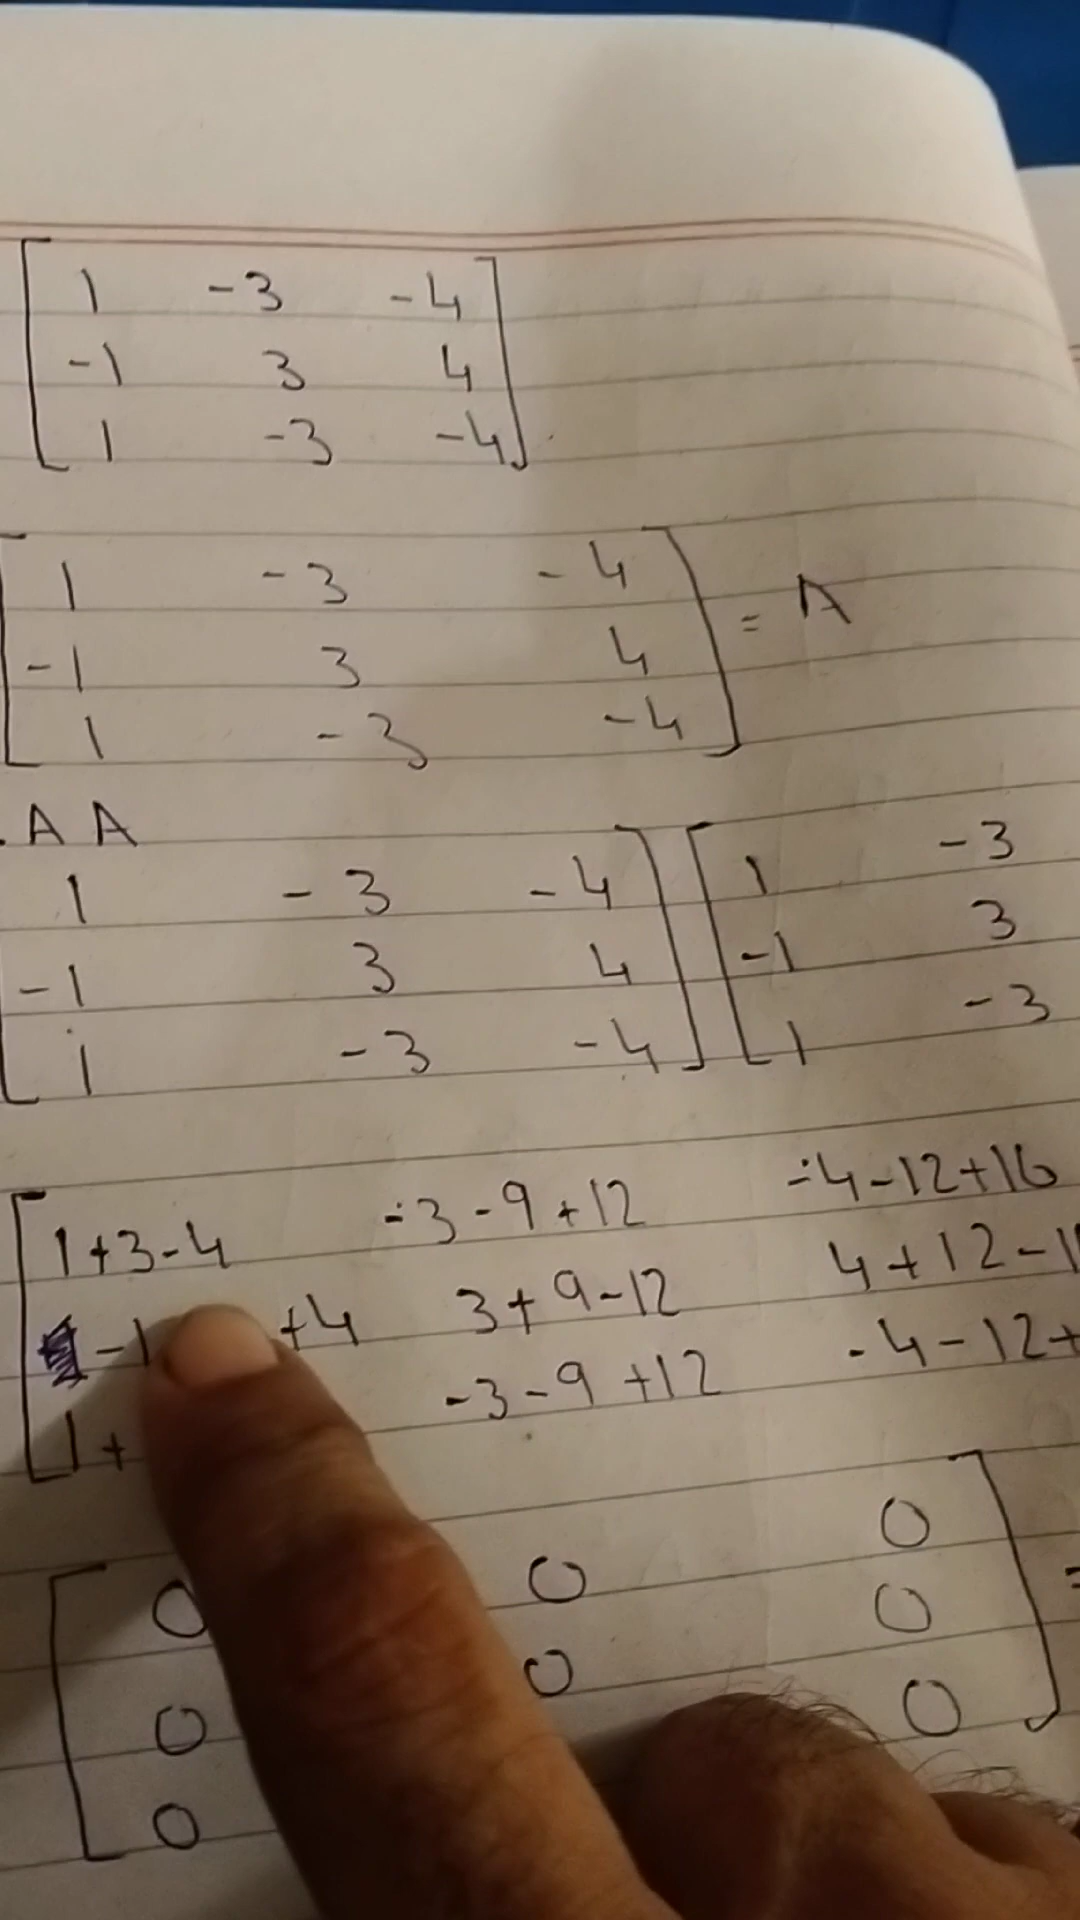 1 -3 -4
-1 3 4
1 -3 -4
1 -3 -4
-1 3 4 = A
1 -3 -4
. A A
1 -3 -4 1 -3
-1 3 4 -1 3
1 -3 -4 1 -3
1+3-4 -3-9+12 -4-12+16
-1 +4 3+9-12 4+12-1
1+ -3-9+12 -4-12+
0 0 0
0 0 0 =
0 0